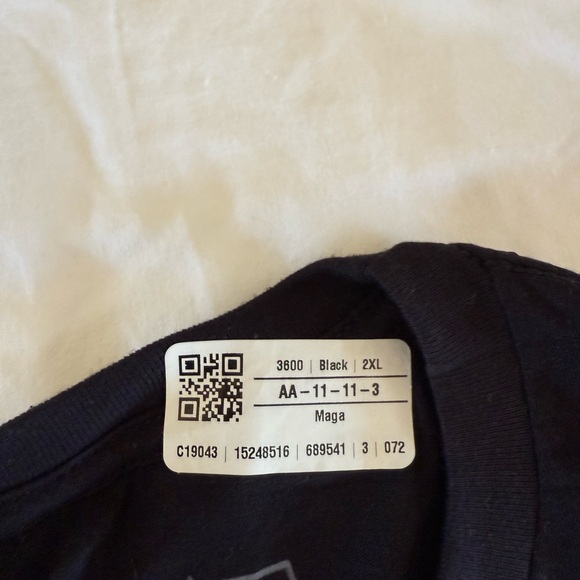 3600 | Black | 2XL
AA-11-11-3
Maga
C19043 | 15248516 | 689541 | 3 | 072